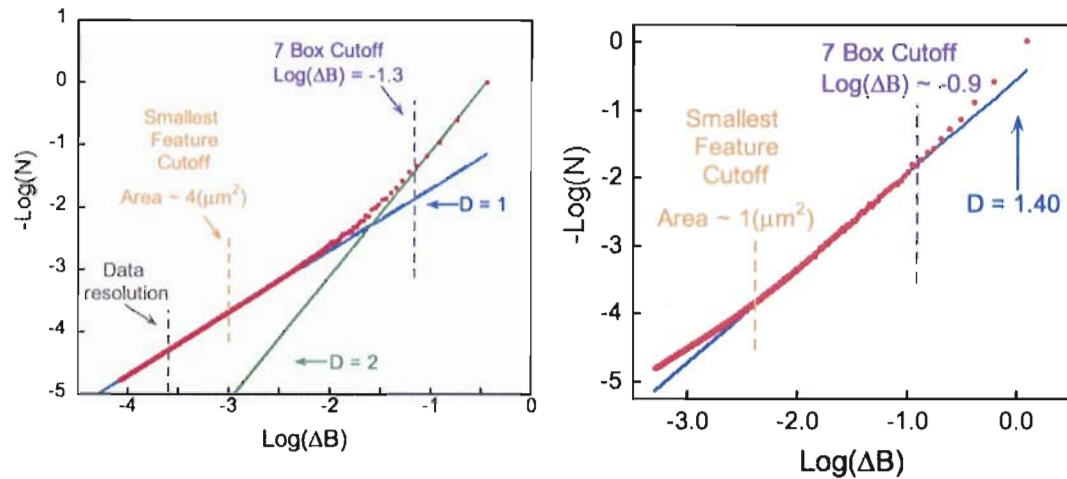 1
0
-1
-2
-3
-4
-5
-Log(N)
7 Box Cutoff
Log(ΔB) = -1.3
Smallest
Feature
Cutoff
Area ~ 4(μm²)
Data
resolution
D = 1
D = 2
-4
-3
-2
-1
0
Log(ΔB)
0
-1
-2
-3
-4
-5
-Log(N)
7 Box Cutoff
Log(ΔB) ~ -0.9
Smallest
Feature
Cutoff
Area ~ 1(μm²)
D = 1.40
-3.0
-2.0
-1.0
0.0
Log(ΔB)